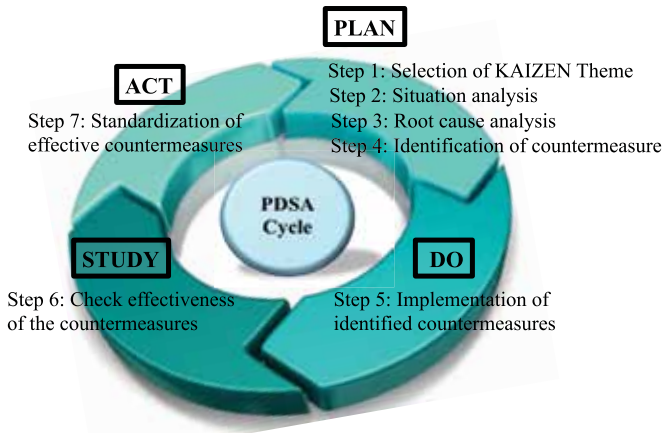 PLAN
Step 1: Selection of KAIZEN Theme
Step 2: Situation analysis
Step 3: Root cause analysis
Step 4: Identification of countermeasure
DO
Step 5: Implementation of
identified countermeasures
STUDY
Step 6: Check effectiveness
of the countermeasures
ACT
Step 7: Standardization of
effective countermeasures
PDSA
Cycle